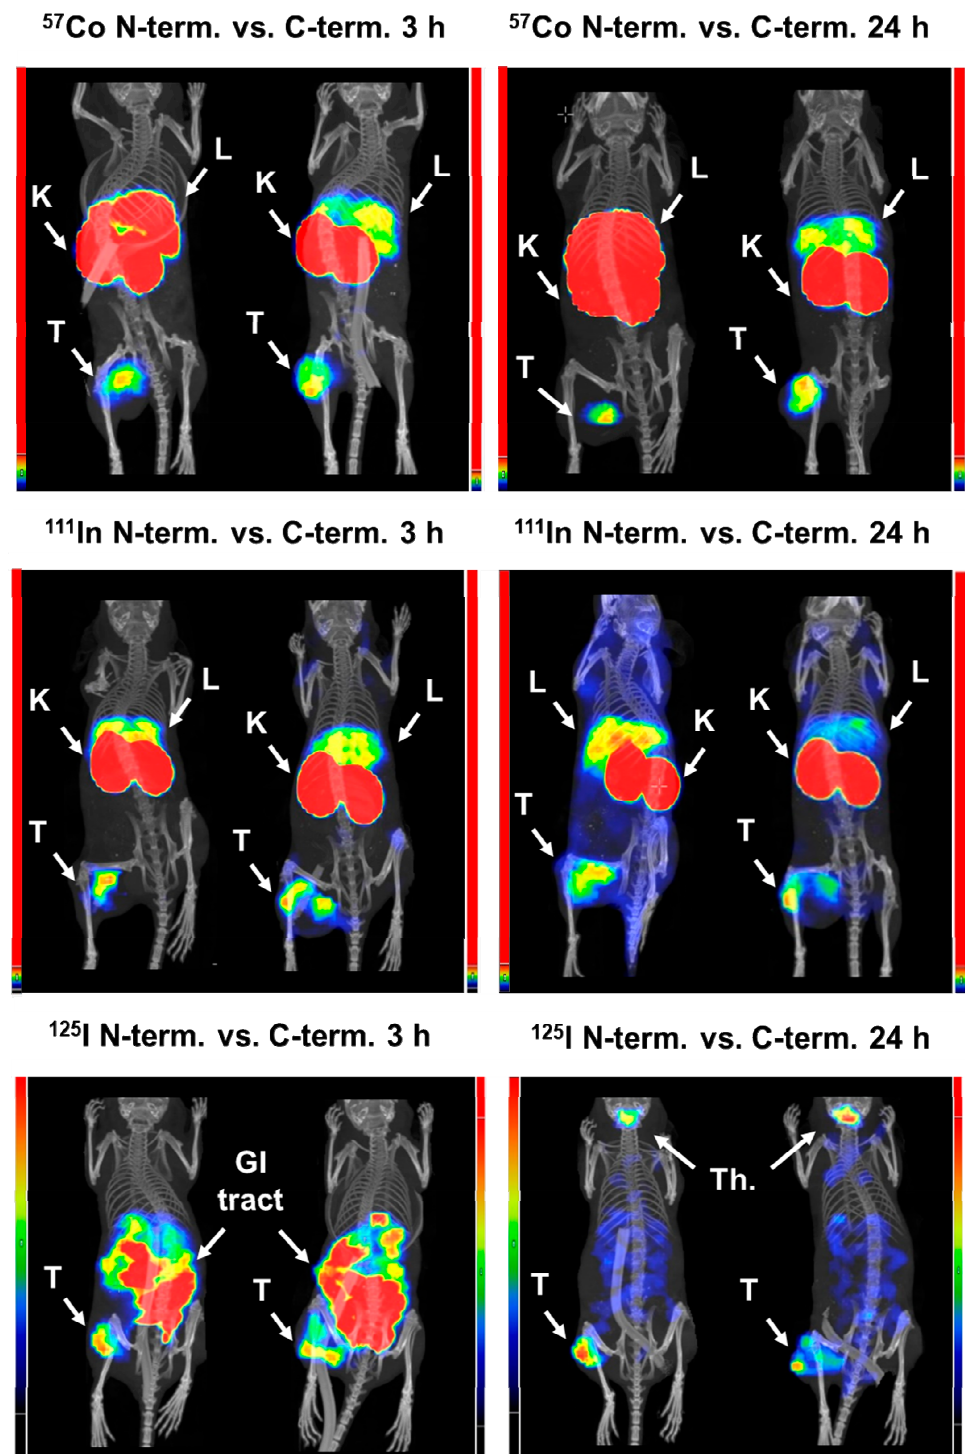 ⁵⁷Co N-term. vs. C-term. 3 h
⁵⁷Co N-term. vs. C-term. 24 h
L
K
T
L
K
T
L
K
T
L
K
T
¹¹¹In N-term. vs. C-term. 3 h
¹¹¹In N-term. vs. C-term. 24 h
L
K
T
L
K
T
L
K
T
L
K
T
¹²⁵I N-term. vs. C-term. 3 h
¹²⁵I N-term. vs. C-term. 24 h
GI
tract
T
T
Th.
T
T